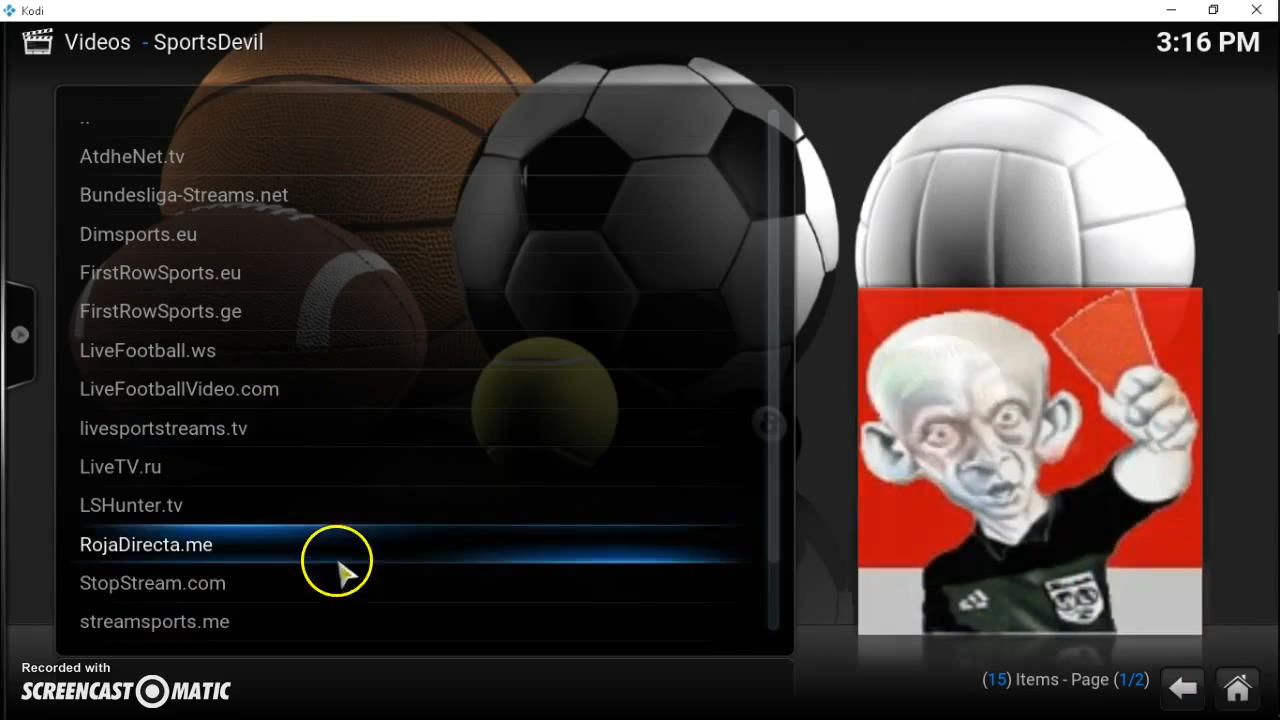 Kodi
Videos - SportsDevil
3:16 PM
..
AtdheNet.tv
Bundesliga-Streams.net
Dimsports.eu
FirstRowSports.eu
FirstRowSports.ge
LiveFootball.ws
LiveFootballVideo.com
livesportstreams.tv
LiveTV.ru
LSHunter.tv
RojaDirecta.me
StopStream.com
streamsports.me
Recorded with
SCREENCAST-O-MATIC
(15) Items - Page (1/2)